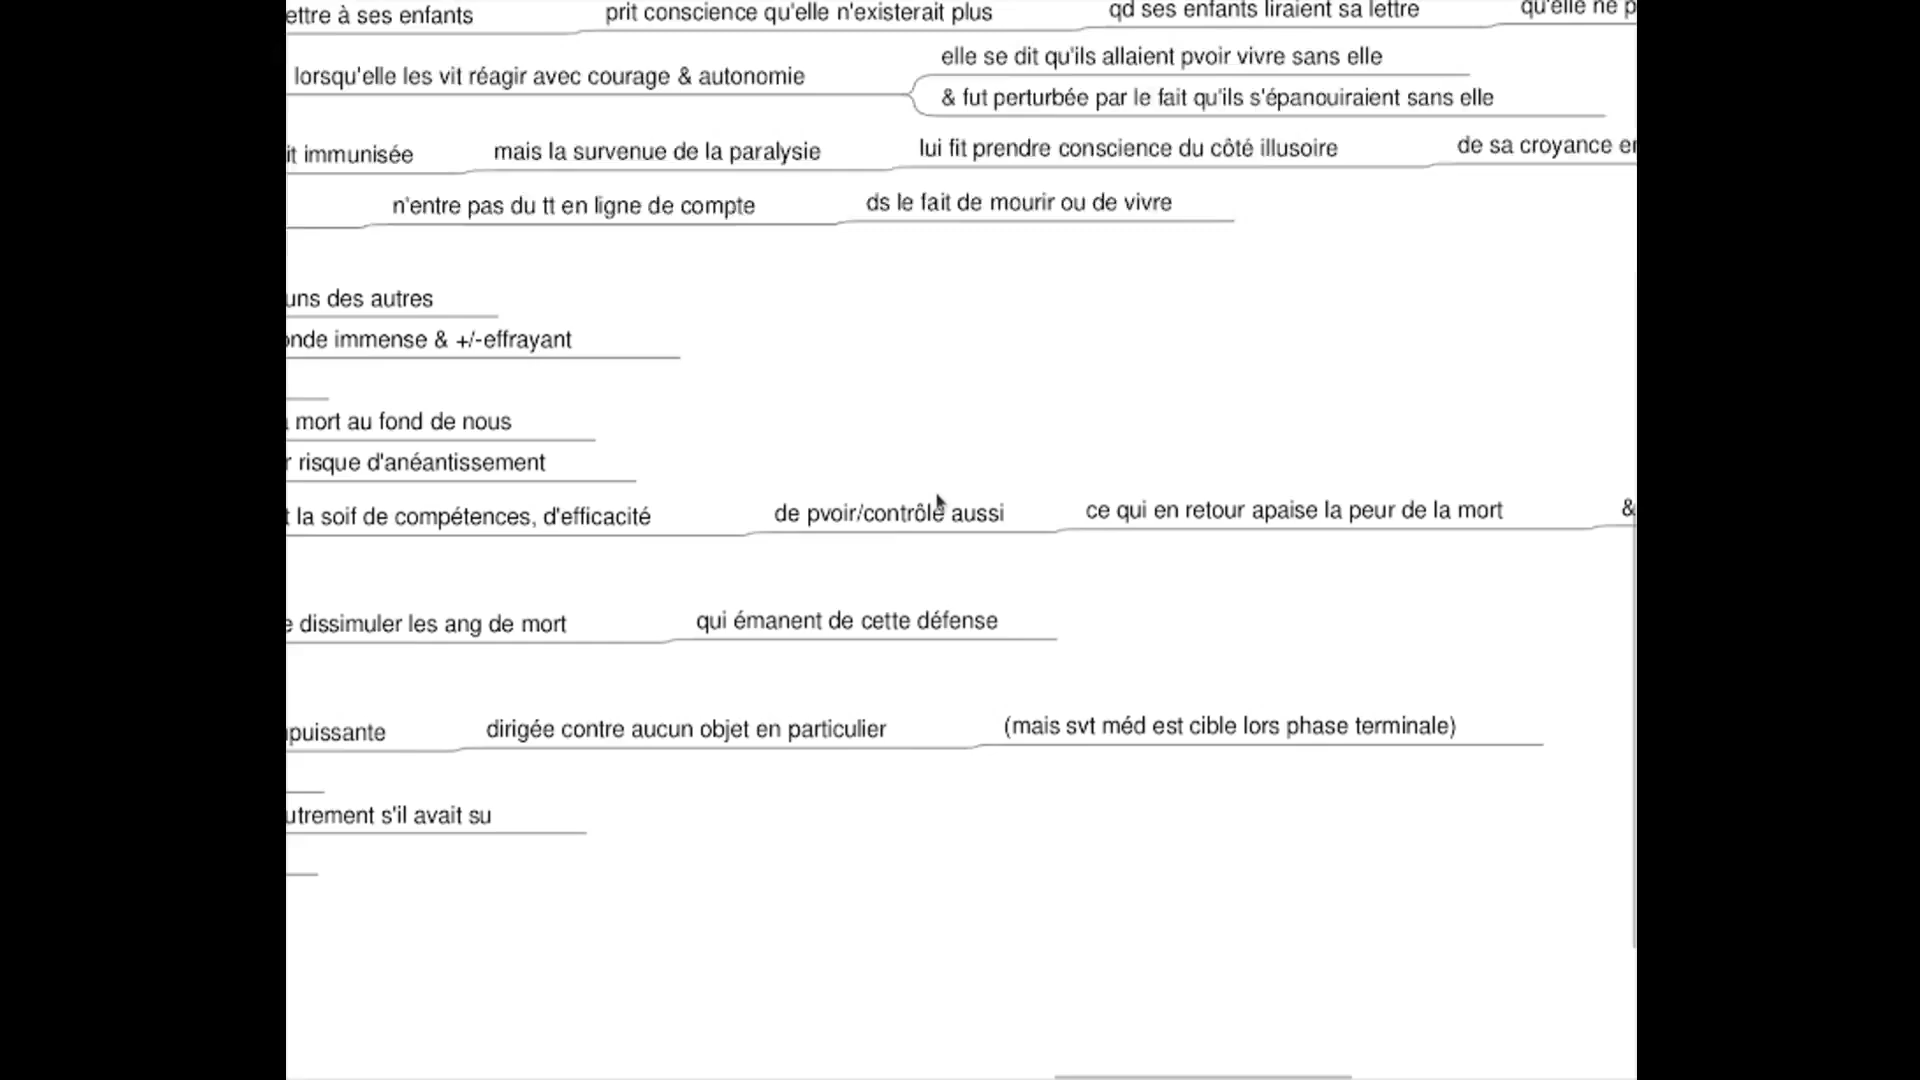 ettre à ses enfants prit conscience qu'elle n'existerait plus qd ses enfants liraient sa lettre qu'elle ne p
elle se dit qu'ils allaient pvoir vivre sans elle
lorsqu'elle les vit réagir avec courage & autonomie
& fut perturbée par le fait qu'ils s'épanouiraient sans elle
it immunisée mais la survenue de la paralysie lui fit prendre conscience du côté illusoire de sa croyance
n'entre pas du tt en ligne de compte ds le fait de mourir ou de vivre
uns des autres
onde immense & +/-effrayant
mort au fond de nous
r risque d'anéantissement
t la soif de compétences, d'efficacité de pvoir/contrôle aussi ce qui en retour apaise la peur de la mort &
e dissimuler les ang de mort qui émanent de cette défense
puissante dirigée contre aucun objet en particulier (mais svt méd est cible lors phase terminale)
utrement s'il avait su